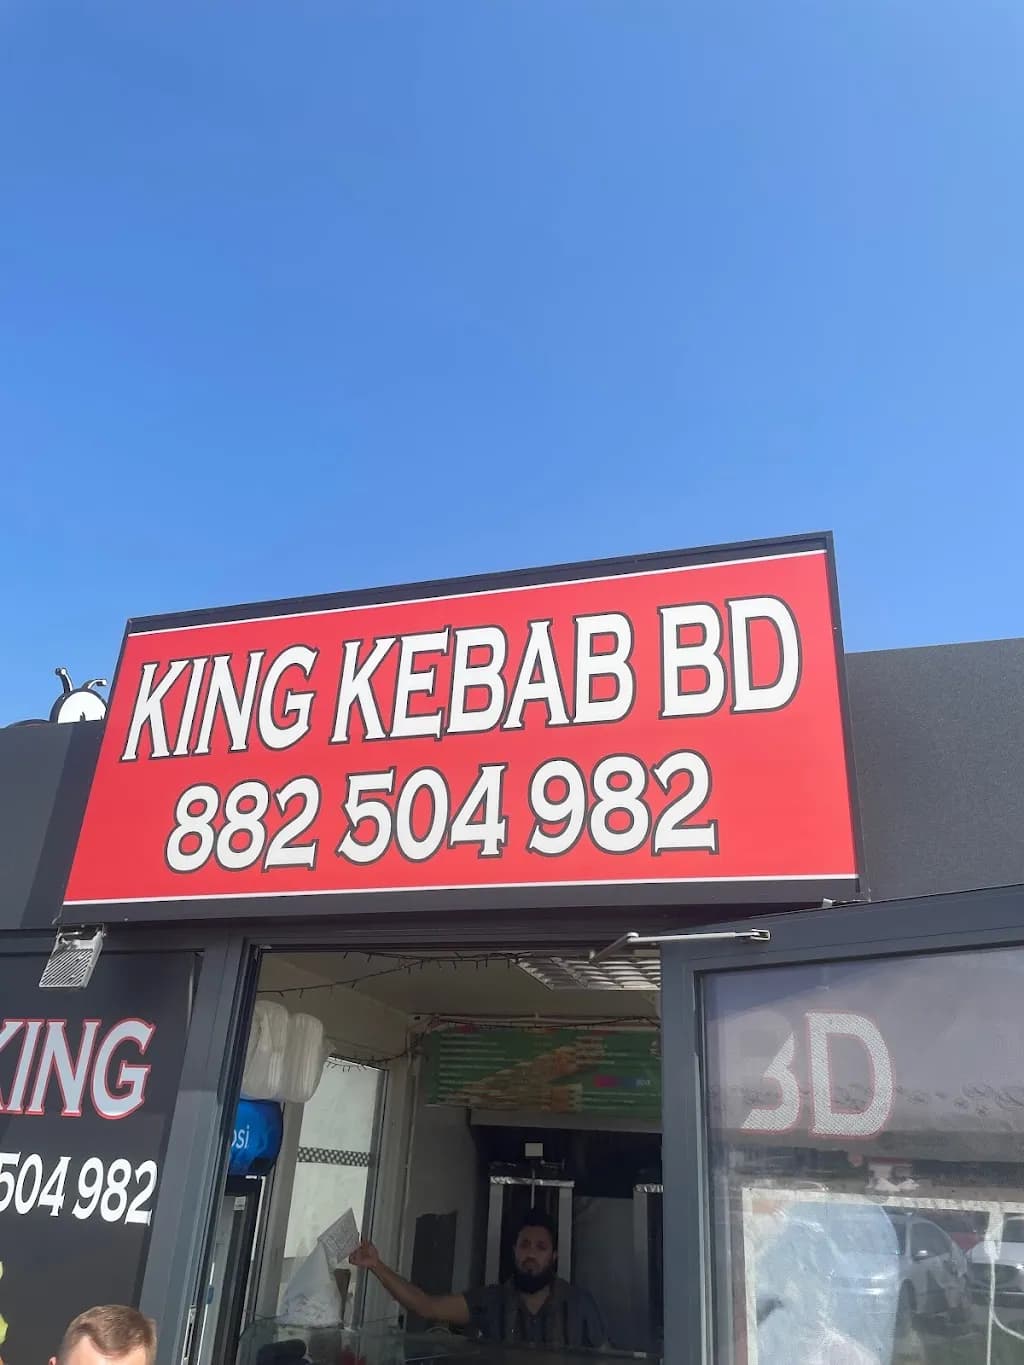 KING KEBAB BD
882 504 982
KING
504 982
BD